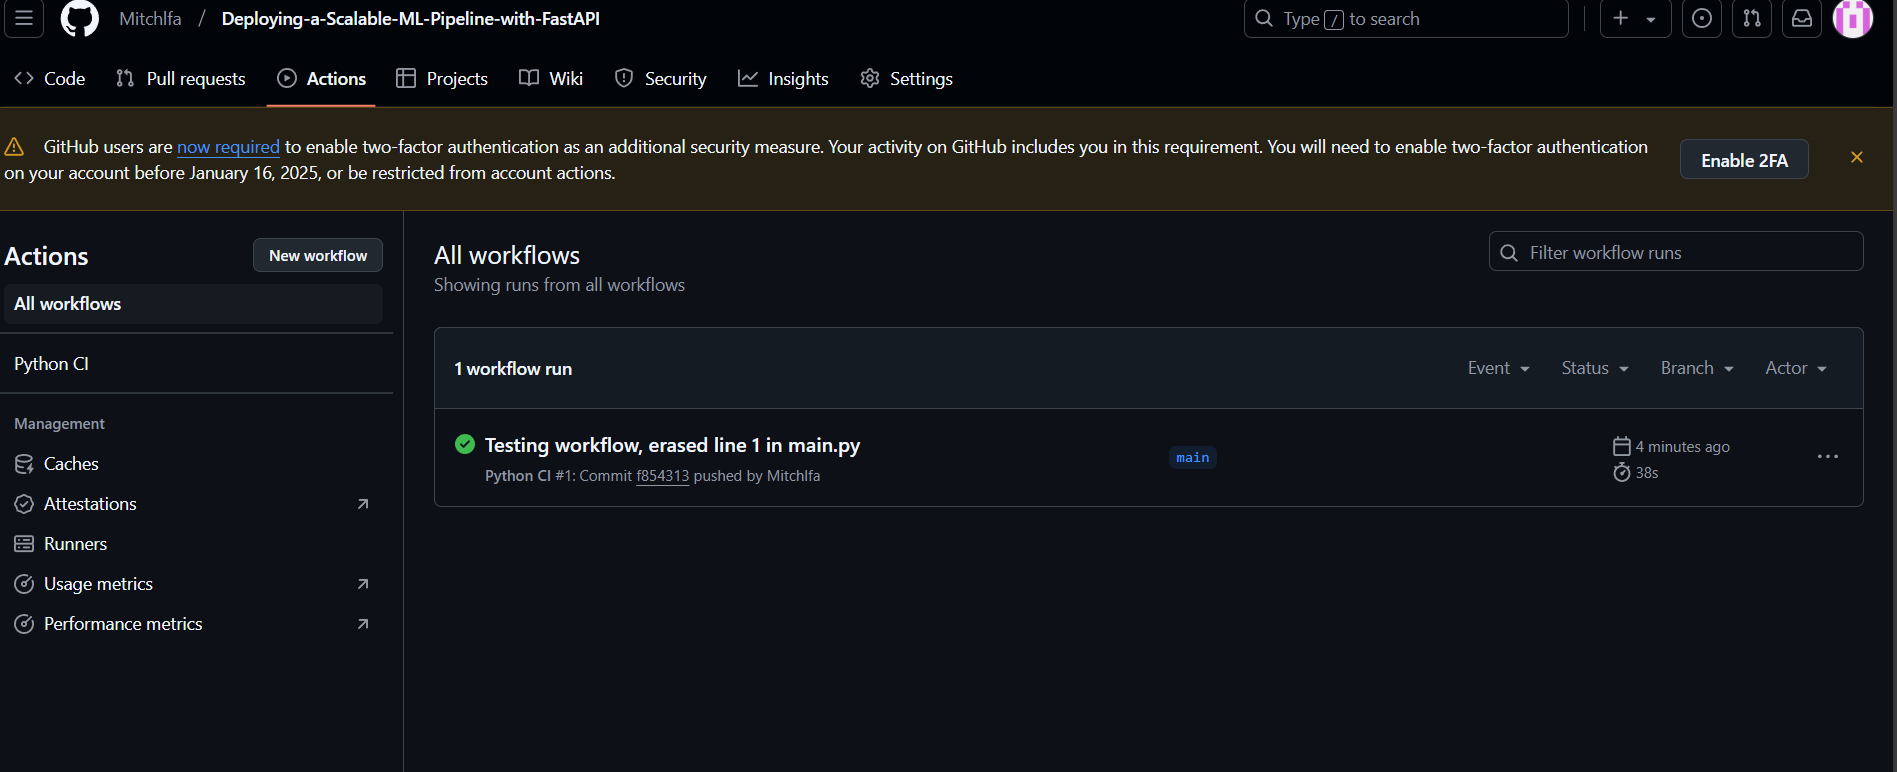 Mitchlfa / Deploying-a-Scalable-ML-Pipeline-with-FastAPI
Type / to search
Code
Pull requests
Actions
Projects
Wiki
Security
Insights
Settings
GitHub users are now required to enable two-factor authentication as an additional security measure. Your activity on GitHub includes you in this requirement. You will need to enable two-factor authentication
on your account before January 16, 2025, or be restricted from account actions.
Enable 2FA
Actions
New workflow
All workflows
Python CI
Management
Caches
Attestations
Runners
Usage metrics
Performance metrics
All workflows
Showing runs from all workflows
Filter workflow runs
1 workflow run
Event
Status
Branch
Actor
Testing workflow, erased line 1 in main.py
Python CI #1: Commit f854313 pushed by Mitchlfa
main
4 minutes ago
38s